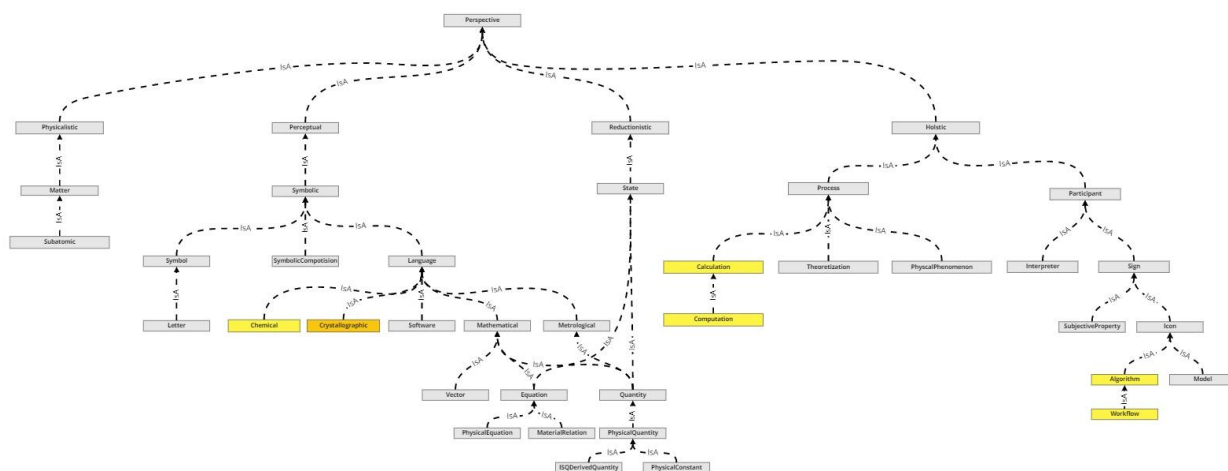 Perspective
IsA IsA IsA IsA
Physicalistic Perceptual Reductionistic Holstic
IsA IsA IsA IsA IsA
Matter Symbolic State Process Participant
IsA IsA IsA IsA IsA IsA IsA IsA
Subatomic
Symbol SymbolicCompotision Language Calculation Theoretization PhyscalPhenomenon Interpreter Sign
IsA IsA IsA IsA IsA IsA IsA IsA IsA
Letter Chemical Crystallographic Software Mathematical Metrological Computation SubjectiveProperty Icon
IsA IsA IsA IsA IsA IsA IsA IsA IsA
Vector Equation Quantity Algorithm Model
IsA IsA IsA IsA
PhysicalEquation MaterialRelation PhysicalQuantity Workflow
IsA IsA
ISQDerivedQuantity PhysicalConstant